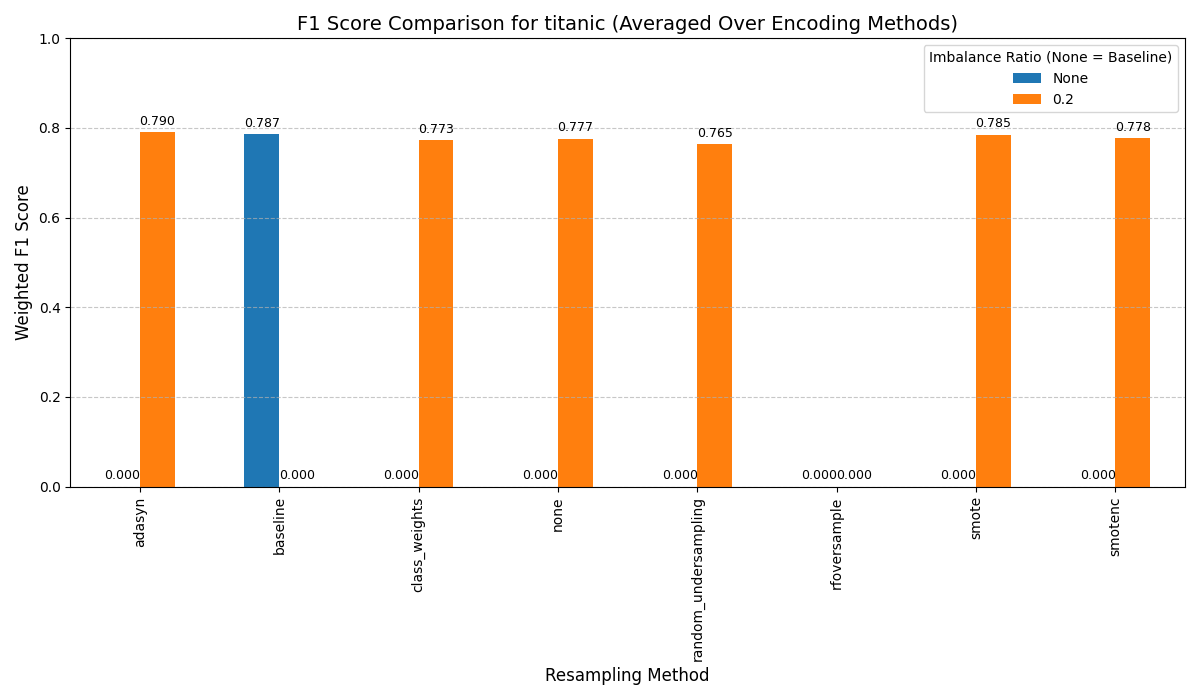 F1 Score Comparison for titanic (Averaged Over Encoding Methods)
Weighted F1 Score
1.0
0.8
0.6
0.4
0.2
0.0
Imbalance Ratio (None = Baseline)
None
0.2
0.000 0.790
0.787 0.000
0.000 0.773
0.000 0.777
0.000 0.765
0.000 0.000
0.000 0.785
0.000 0.778
adasyn
baseline
class_weights
none
random_undersampling
rfoversample
smote
smotenc
Resampling Method